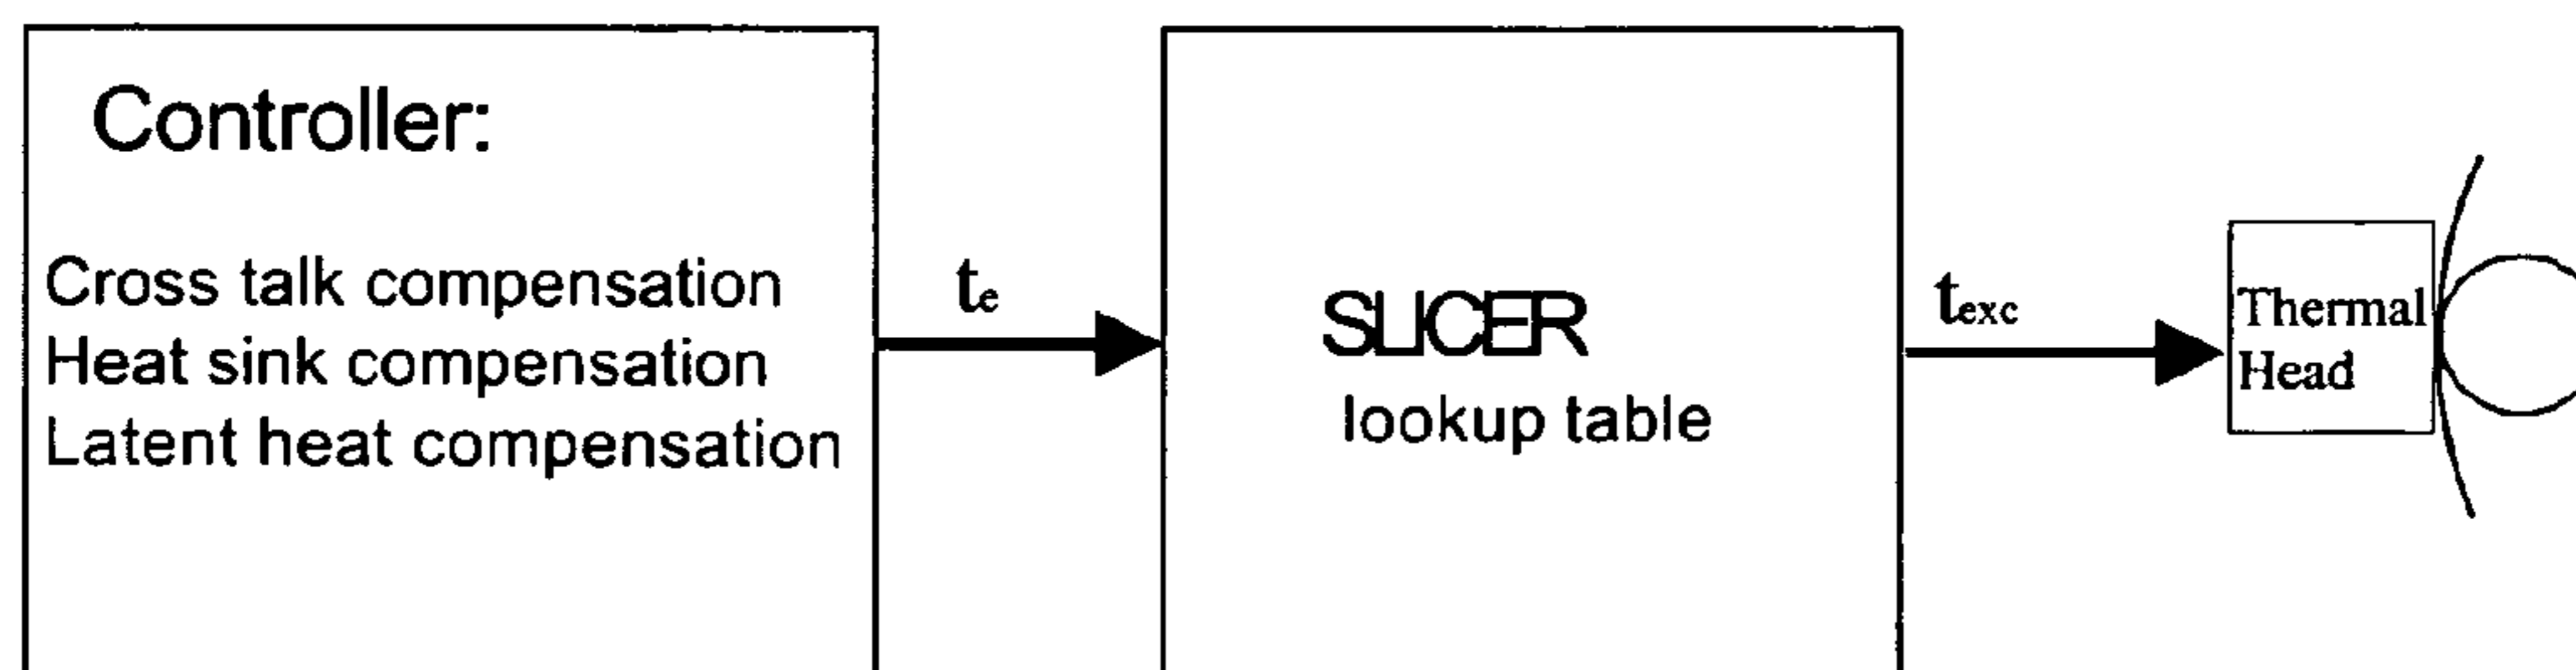 Controller:
Cross talk compensation
Heat sink compensation
Latent heat compensation
te
SLICER
lookup table
texc
Thermal
Head